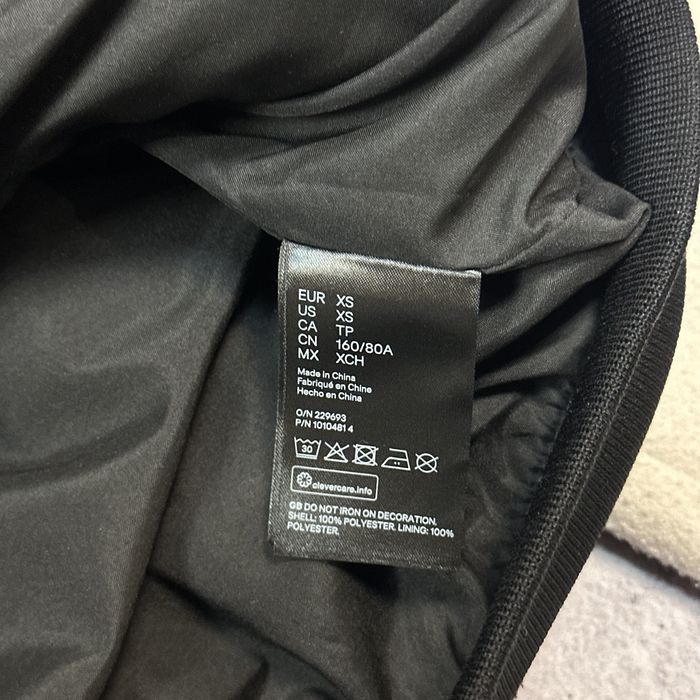 EUR XS
US XS
CA TP
CN 160/80A
MX XCH
Made in China
Fabriqué en Chine
Hecho en China
O/N 229693
P/N 1010481 4
30
clevercare.info
GB DO NOT IRON ON DECORATION.
SHELL: 100% POLYESTER. LINING: 100%
POLYESTER.